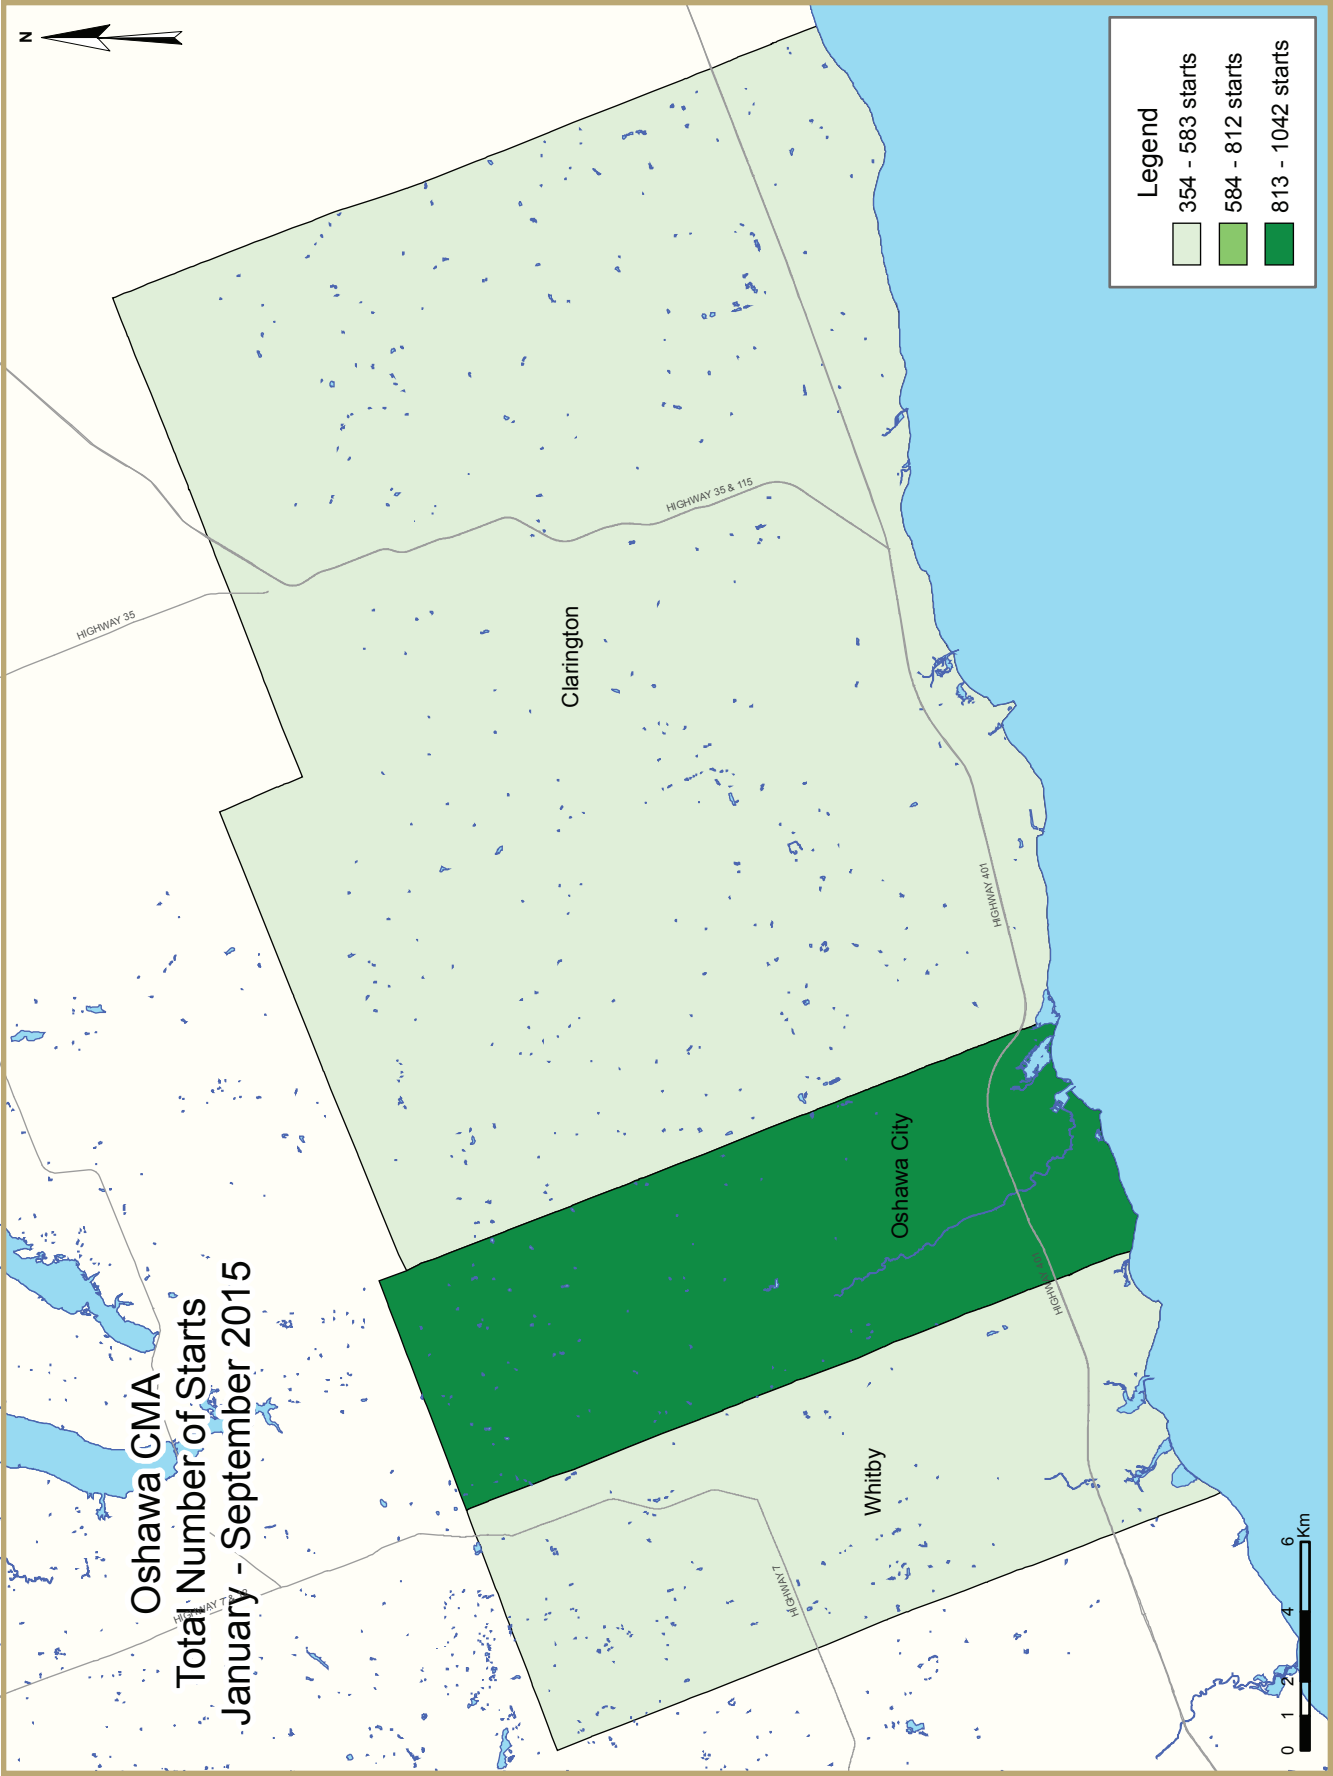 Oshawa CMA
Total Number of Starts
January - September 2015
N
HIGHWAY 35
HIGHWAY 35 & 115
HIGHWAY 401
HIGHWAY 401
HIGHWAY 7
Clarington
Oshawa City
Whitby
Legend
354 - 583 starts
584 - 812 starts
813 - 1042 starts
0 1 2 4 6
Km